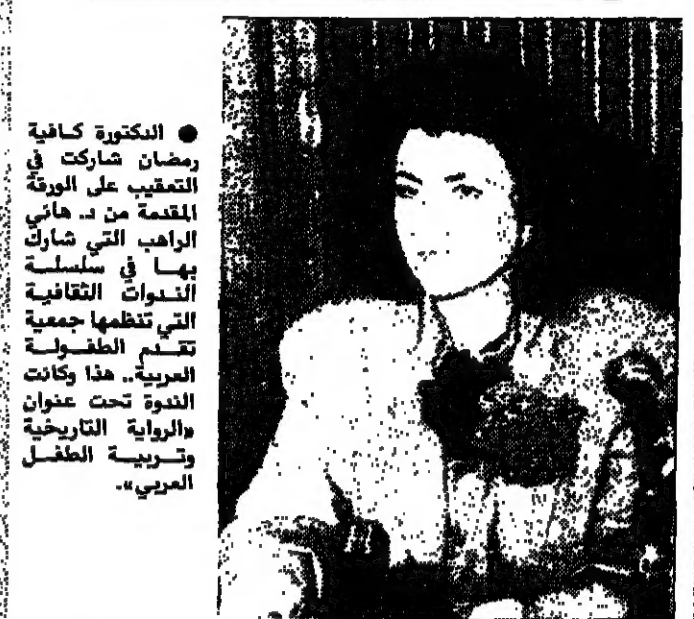 ● الدكتورة كافية
رمضان شاركت في
التعقيب على الورقة
المقدمة من د. هاني
الراهب التي شارك
بها في سلسلة
الندوات الثقافية
التي تنظمها جمعية
تقدم الطفولة
العربية.. هذا وكانت
الندوة تحت عنوان
«الرواية التاريخية
وتربية الطفل
العربي».